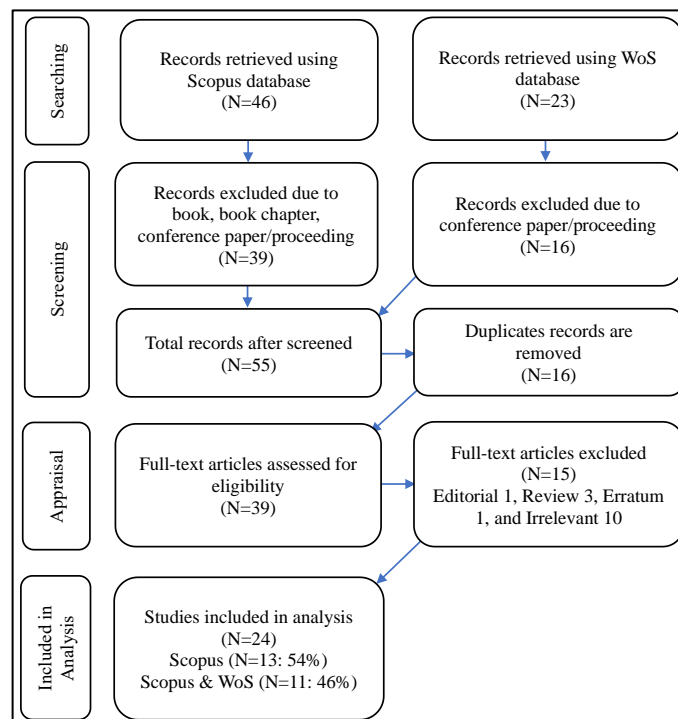 Searching
Records retrieved using
Scopus database
(N=46)
Records retrieved using WoS
database
(N=23)
Screening
Records excluded due to
book, book chapter,
conference paper/proceeding
(N=39)
Records excluded due to
conference paper/proceeding
(N=16)
Total records after screened
(N=55)
Duplicates records are
removed
(N=16)
Appraisal
Full-text articles assessed for
eligibility
(N=39)
Full-text articles excluded
(N=15)
Editorial 1, Review 3, Erratum
1, and Irrelevant 10
Included in
Analysis
Studies included in analysis
(N=24)
Scopus (N=13: 54%)
Scopus & WoS (N=11: 46%)